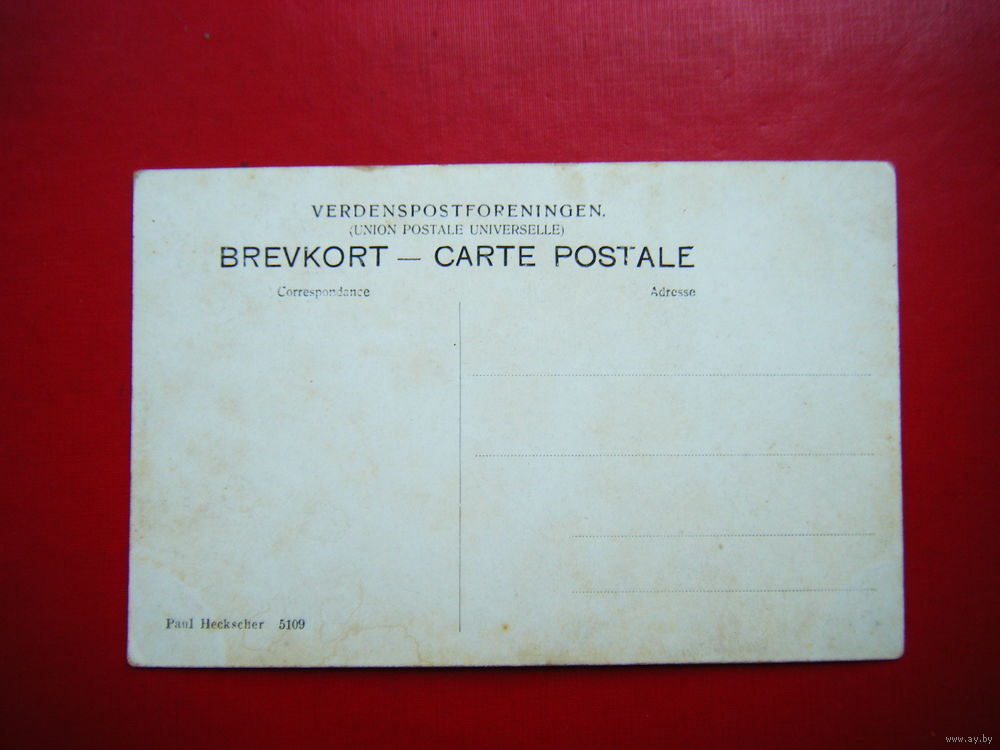 VERDENSPOSTFORENINGEN.
(UNION POSTALE UNIVERSELLE)
BREVKORT — CARTE POSTALE
Correspondance
Adresse
Paul Heckscher 5109
www.ay.by